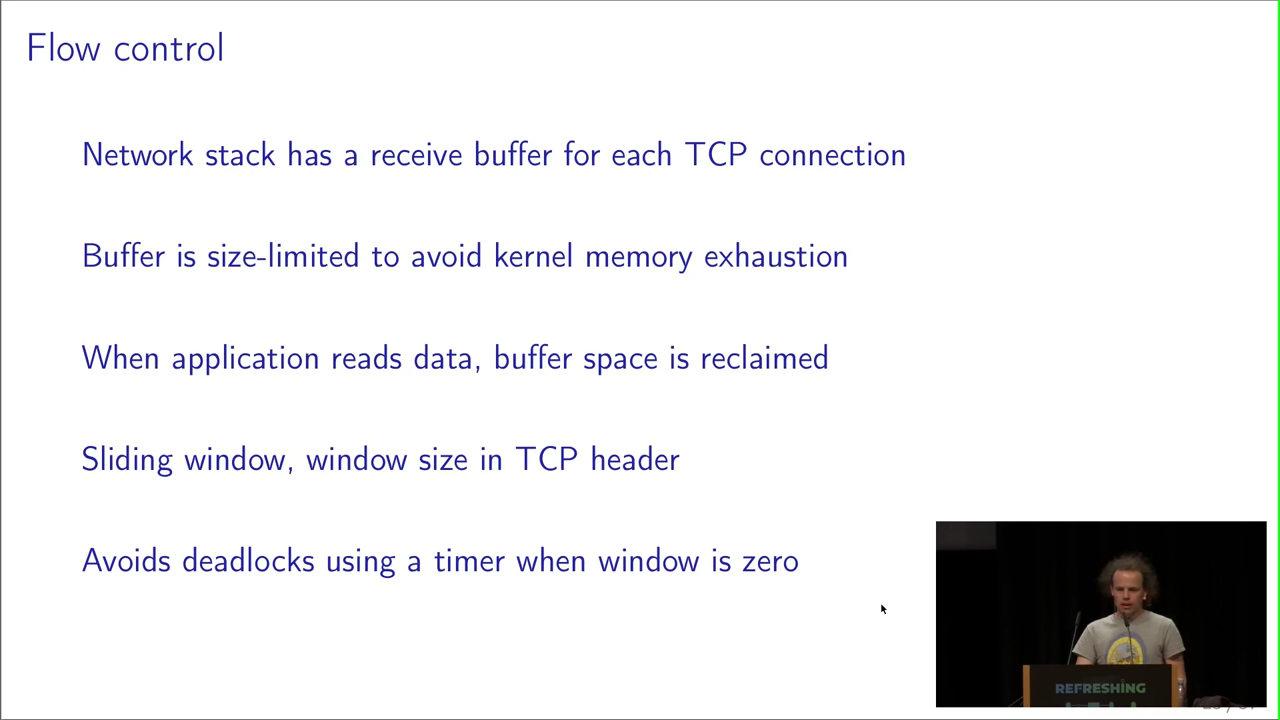 Flow control
Network stack has a receive buffer for each TCP connection
Buffer is size-limited to avoid kernel memory exhaustion
When application reads data, buffer space is reclaimed
Sliding window, window size in TCP header
Avoids deadlocks using a timer when window is zero
REFRESHING